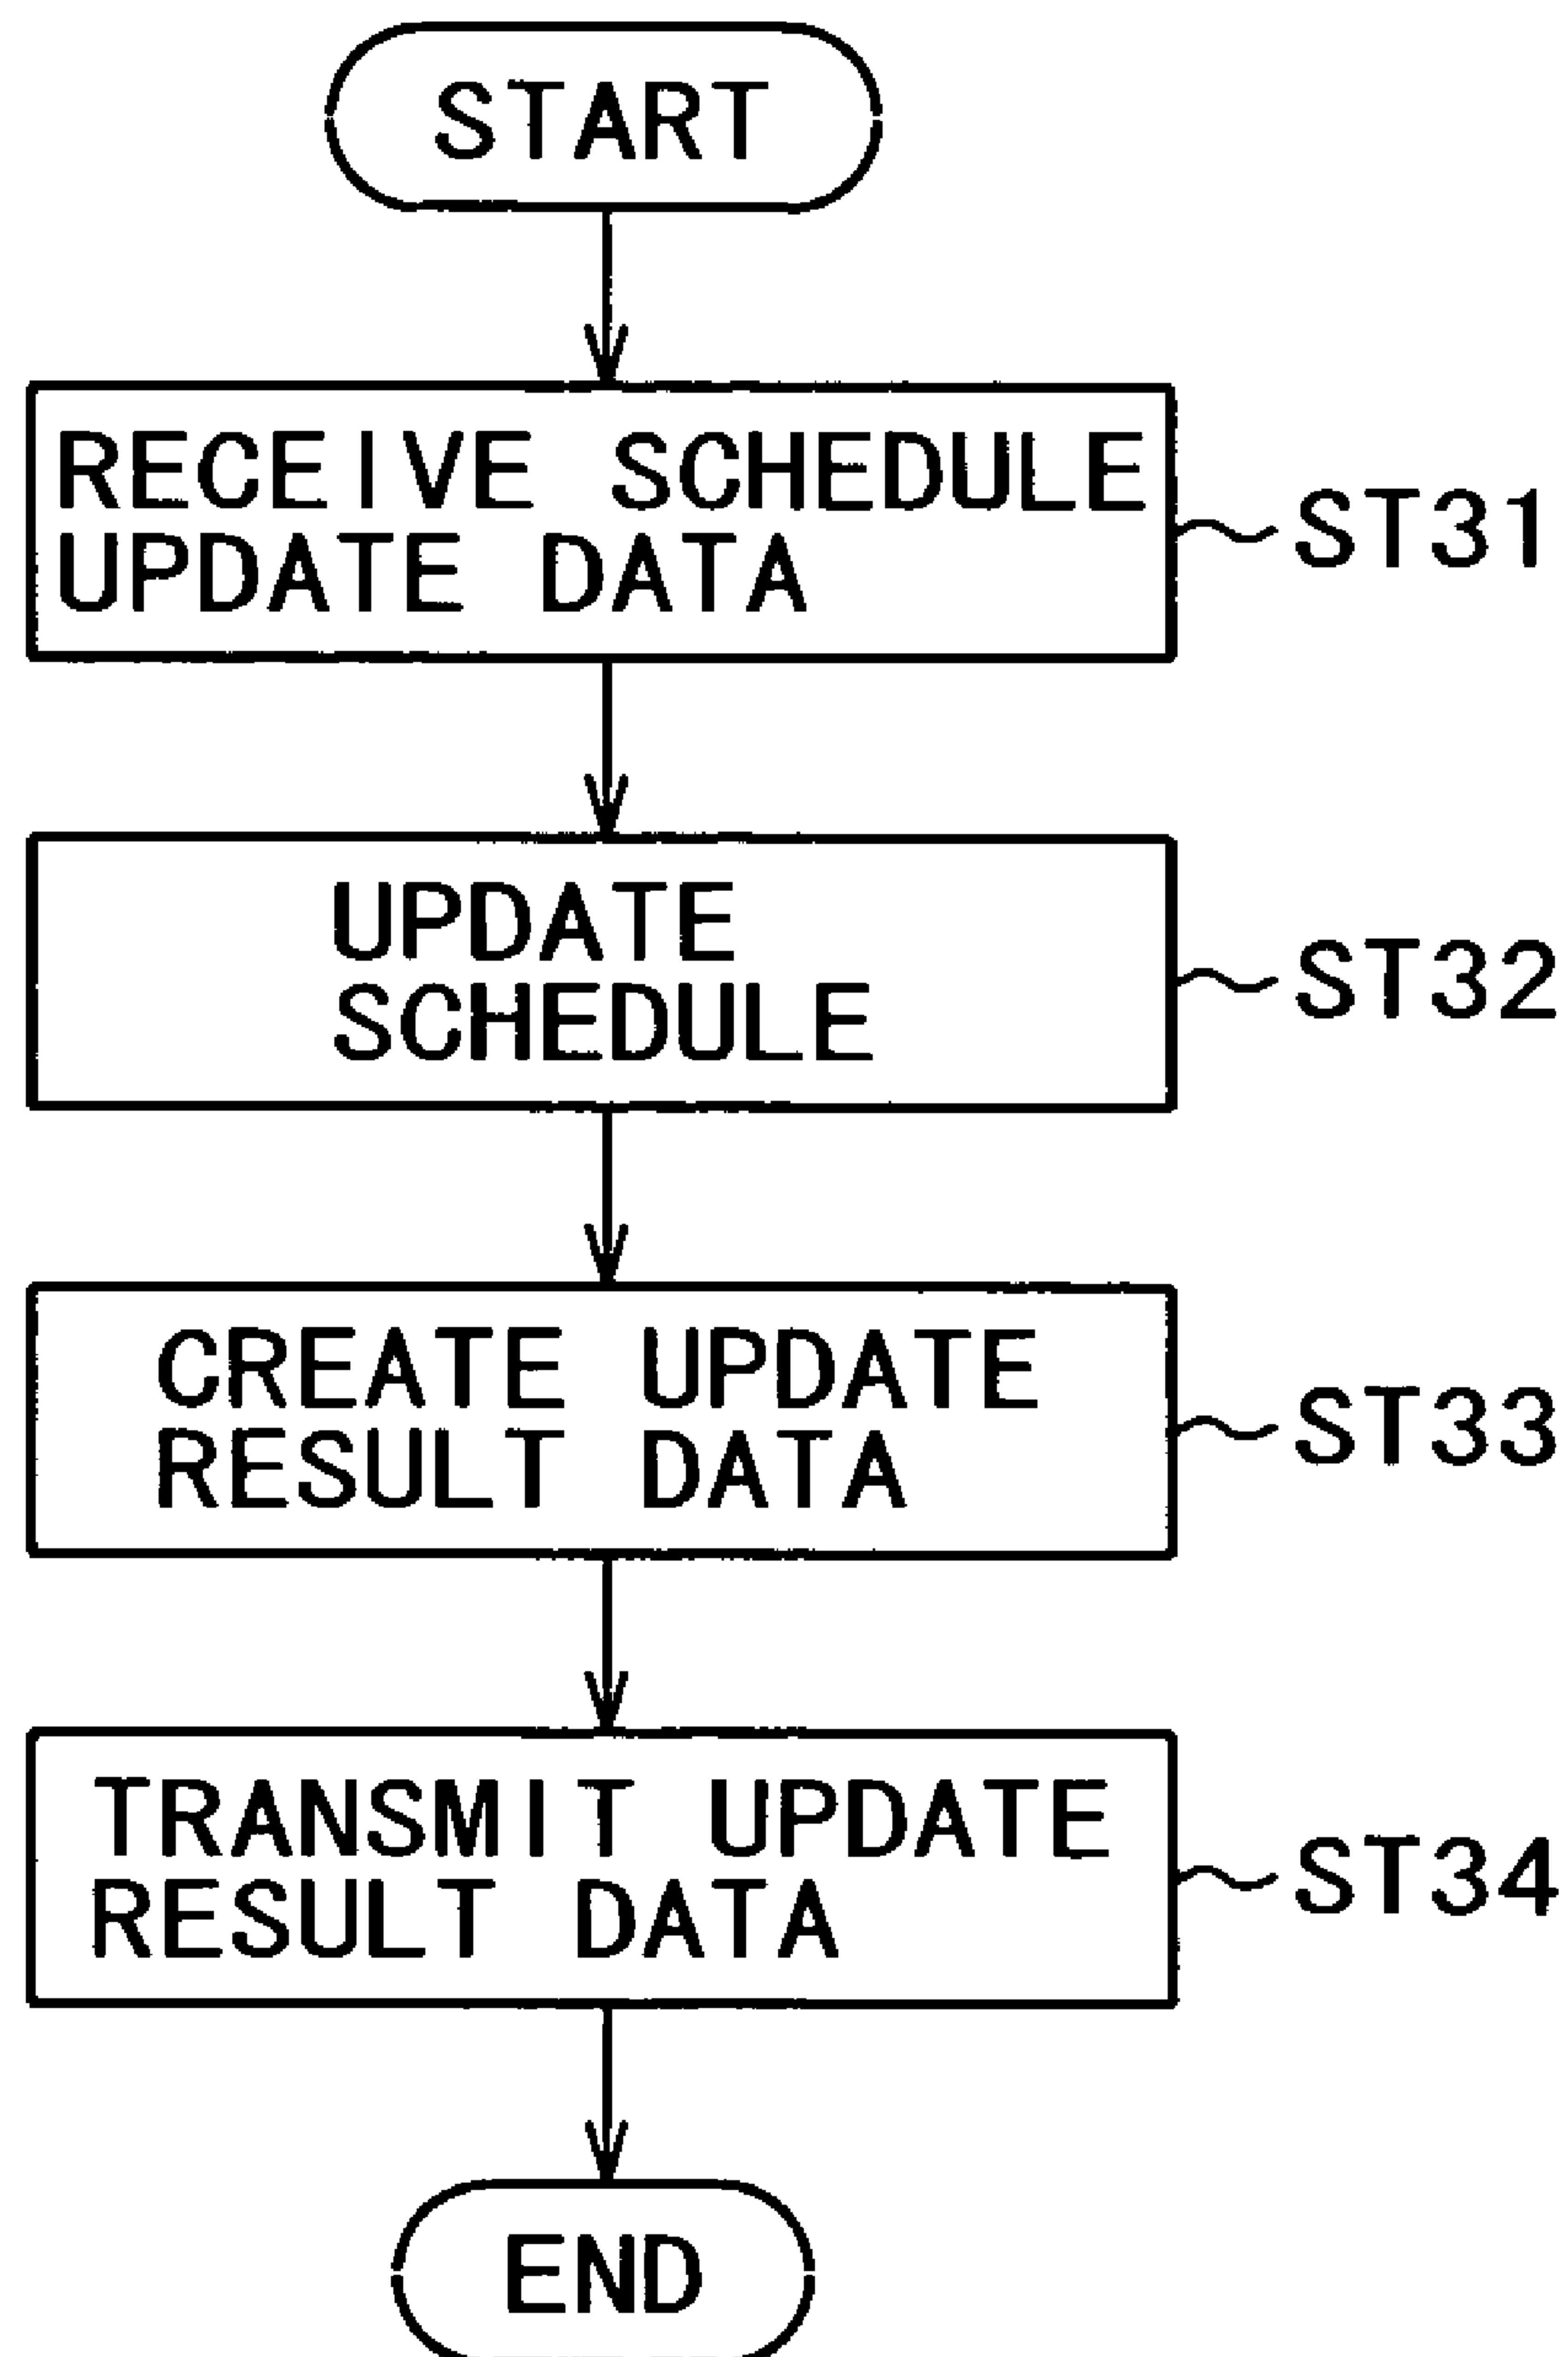 START
RECEIVE SCHEDULE
UPDATE DATA
ST31
UPDATE
SCHEDULE
ST32
CREATE UPDATE
RESULT DATA
ST33
TRANSMIT UPDATE
RESULT DATA
ST34
END